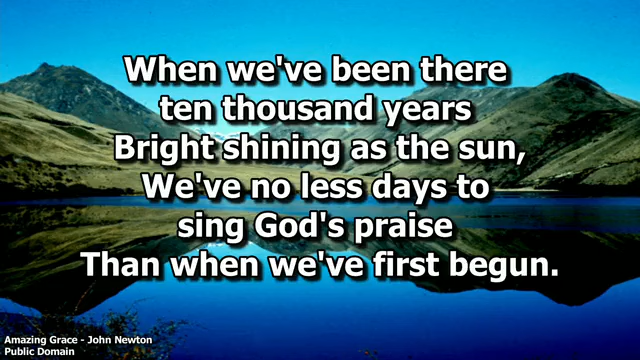 When we've been there
ten thousand years
Bright shining as the sun,
We've no less days to
sing God's praise
Than when we've first begun.
Amazing Grace - John Newton
Public Domain